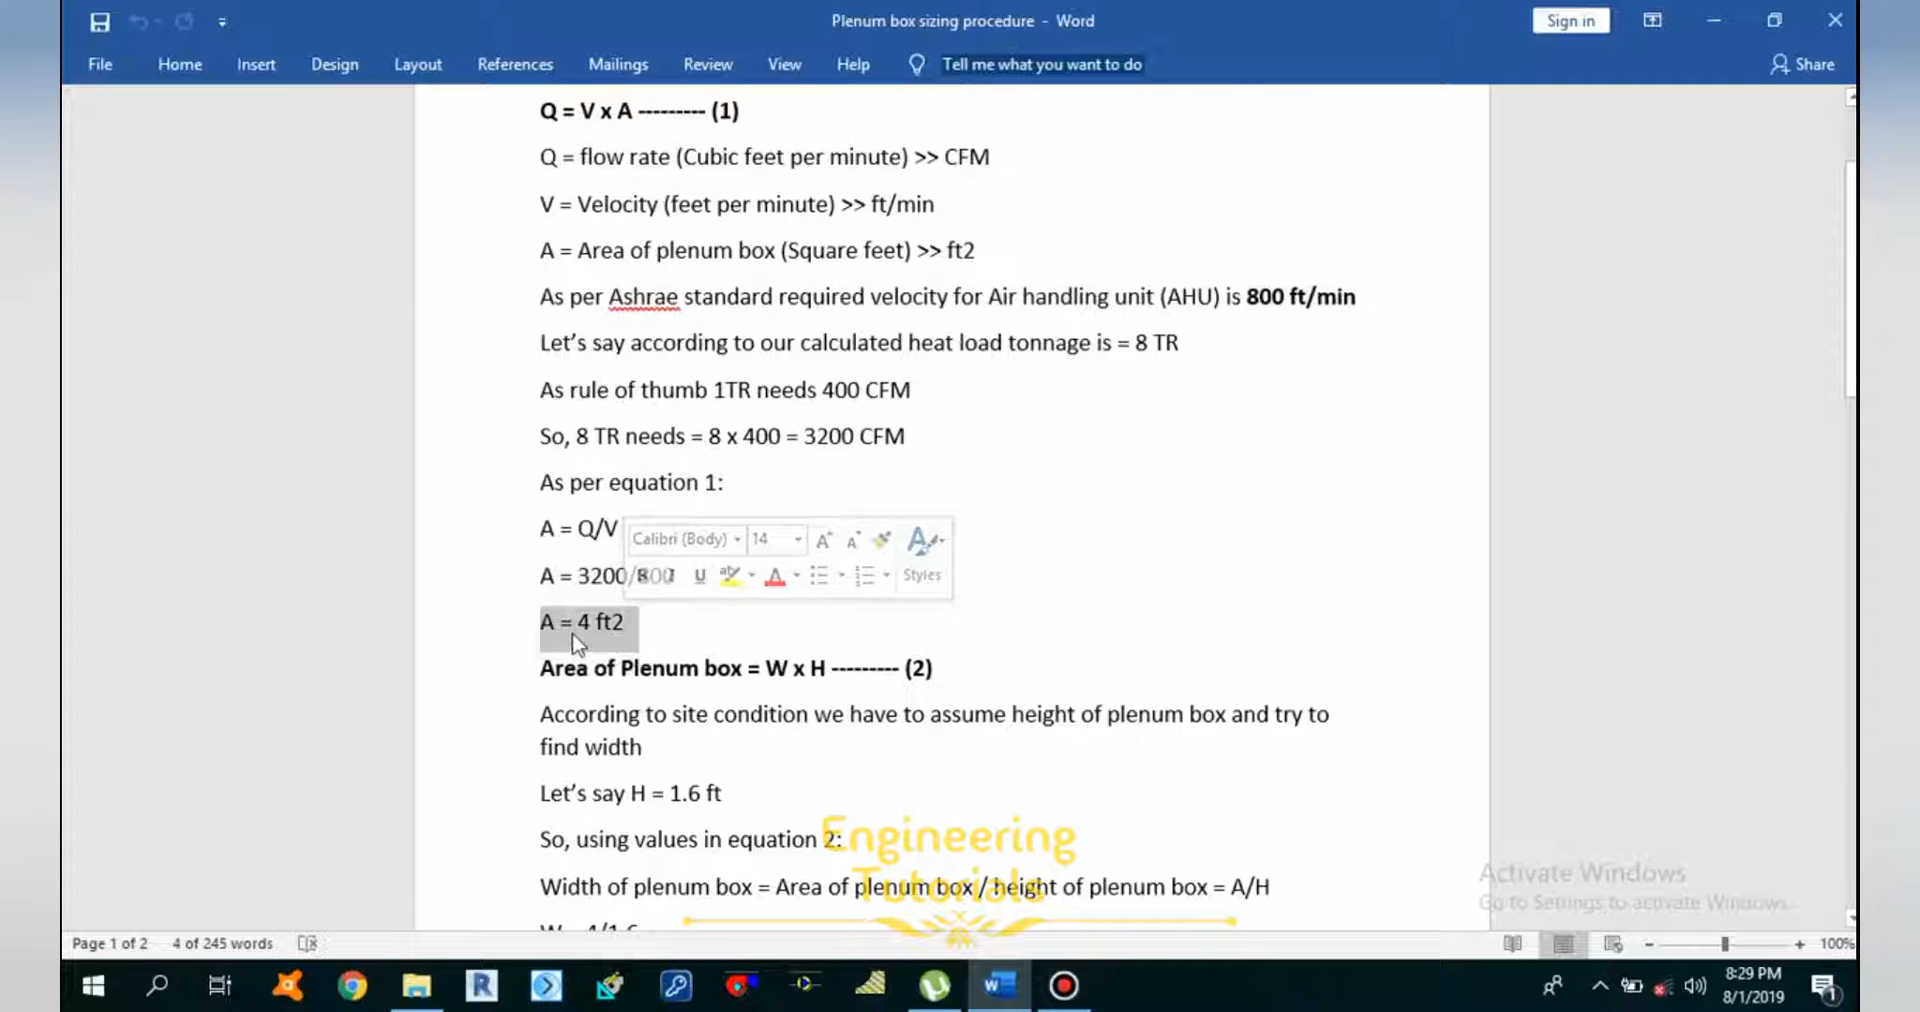 Plenum box sizing procedure - Word
Sign in
File Home Insert Design Layout References Mailings Review View Help Tell me what you want to do Share
Q = V x A --------- (1)
Q = flow rate (Cubic feet per minute) >> CFM
V = Velocity (feet per minute) >> ft/min
A = Area of plenum box (Square feet) >> ft2
As per Ashrae standard required velocity for Air handling unit (AHU) is 800 ft/min
Let's say according to our calculated heat load tonnage is = 8 TR
As rule of thumb 1TR needs 400 CFM
So, 8 TR needs = 8 x 400 = 3200 CFM
As per equation 1:
A = Q/V
Calibri (Body) 14
A = 3200/800
Styles
A = 4 ft2
Area of Plenum box = W x H --------- (2)
According to site condition we have to assume height of plenum box and try to
find width
Let's say H = 1.6 ft
So, using values in equation 2:
Engineering
Tutorials
Width of plenum box = Area of plenum box / height of plenum box = A/H
Activate Windows
Go to Settings to activate Windows.
W = 4/1.6
Page 1 of 2 4 of 245 words 100%
8:29 PM
8/1/2019